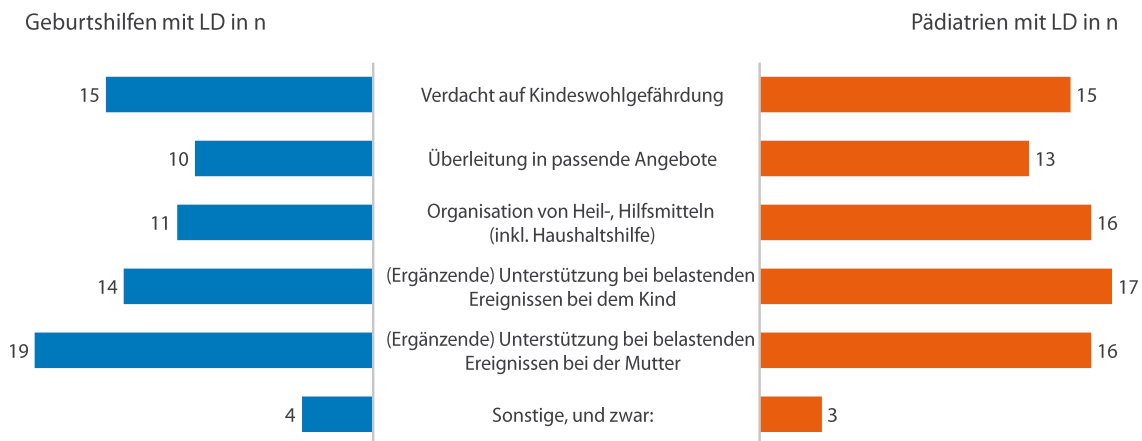 Geburtshilfen mit LD in n
Pädiatrien mit LD in n
15
Verdacht auf Kindeswohlgefährdung
15
10
Überleitung in passende Angebote
13
11
Organisation von Heil-, Hilfsmitteln
(inkl. Haushaltshilfe)
16
14
(Ergänzende) Unterstützung bei belastenden
Ereignissen bei dem Kind
17
19
(Ergänzende) Unterstützung bei belastenden
Ereignissen bei der Mutter
16
4
Sonstige, und zwar:
3